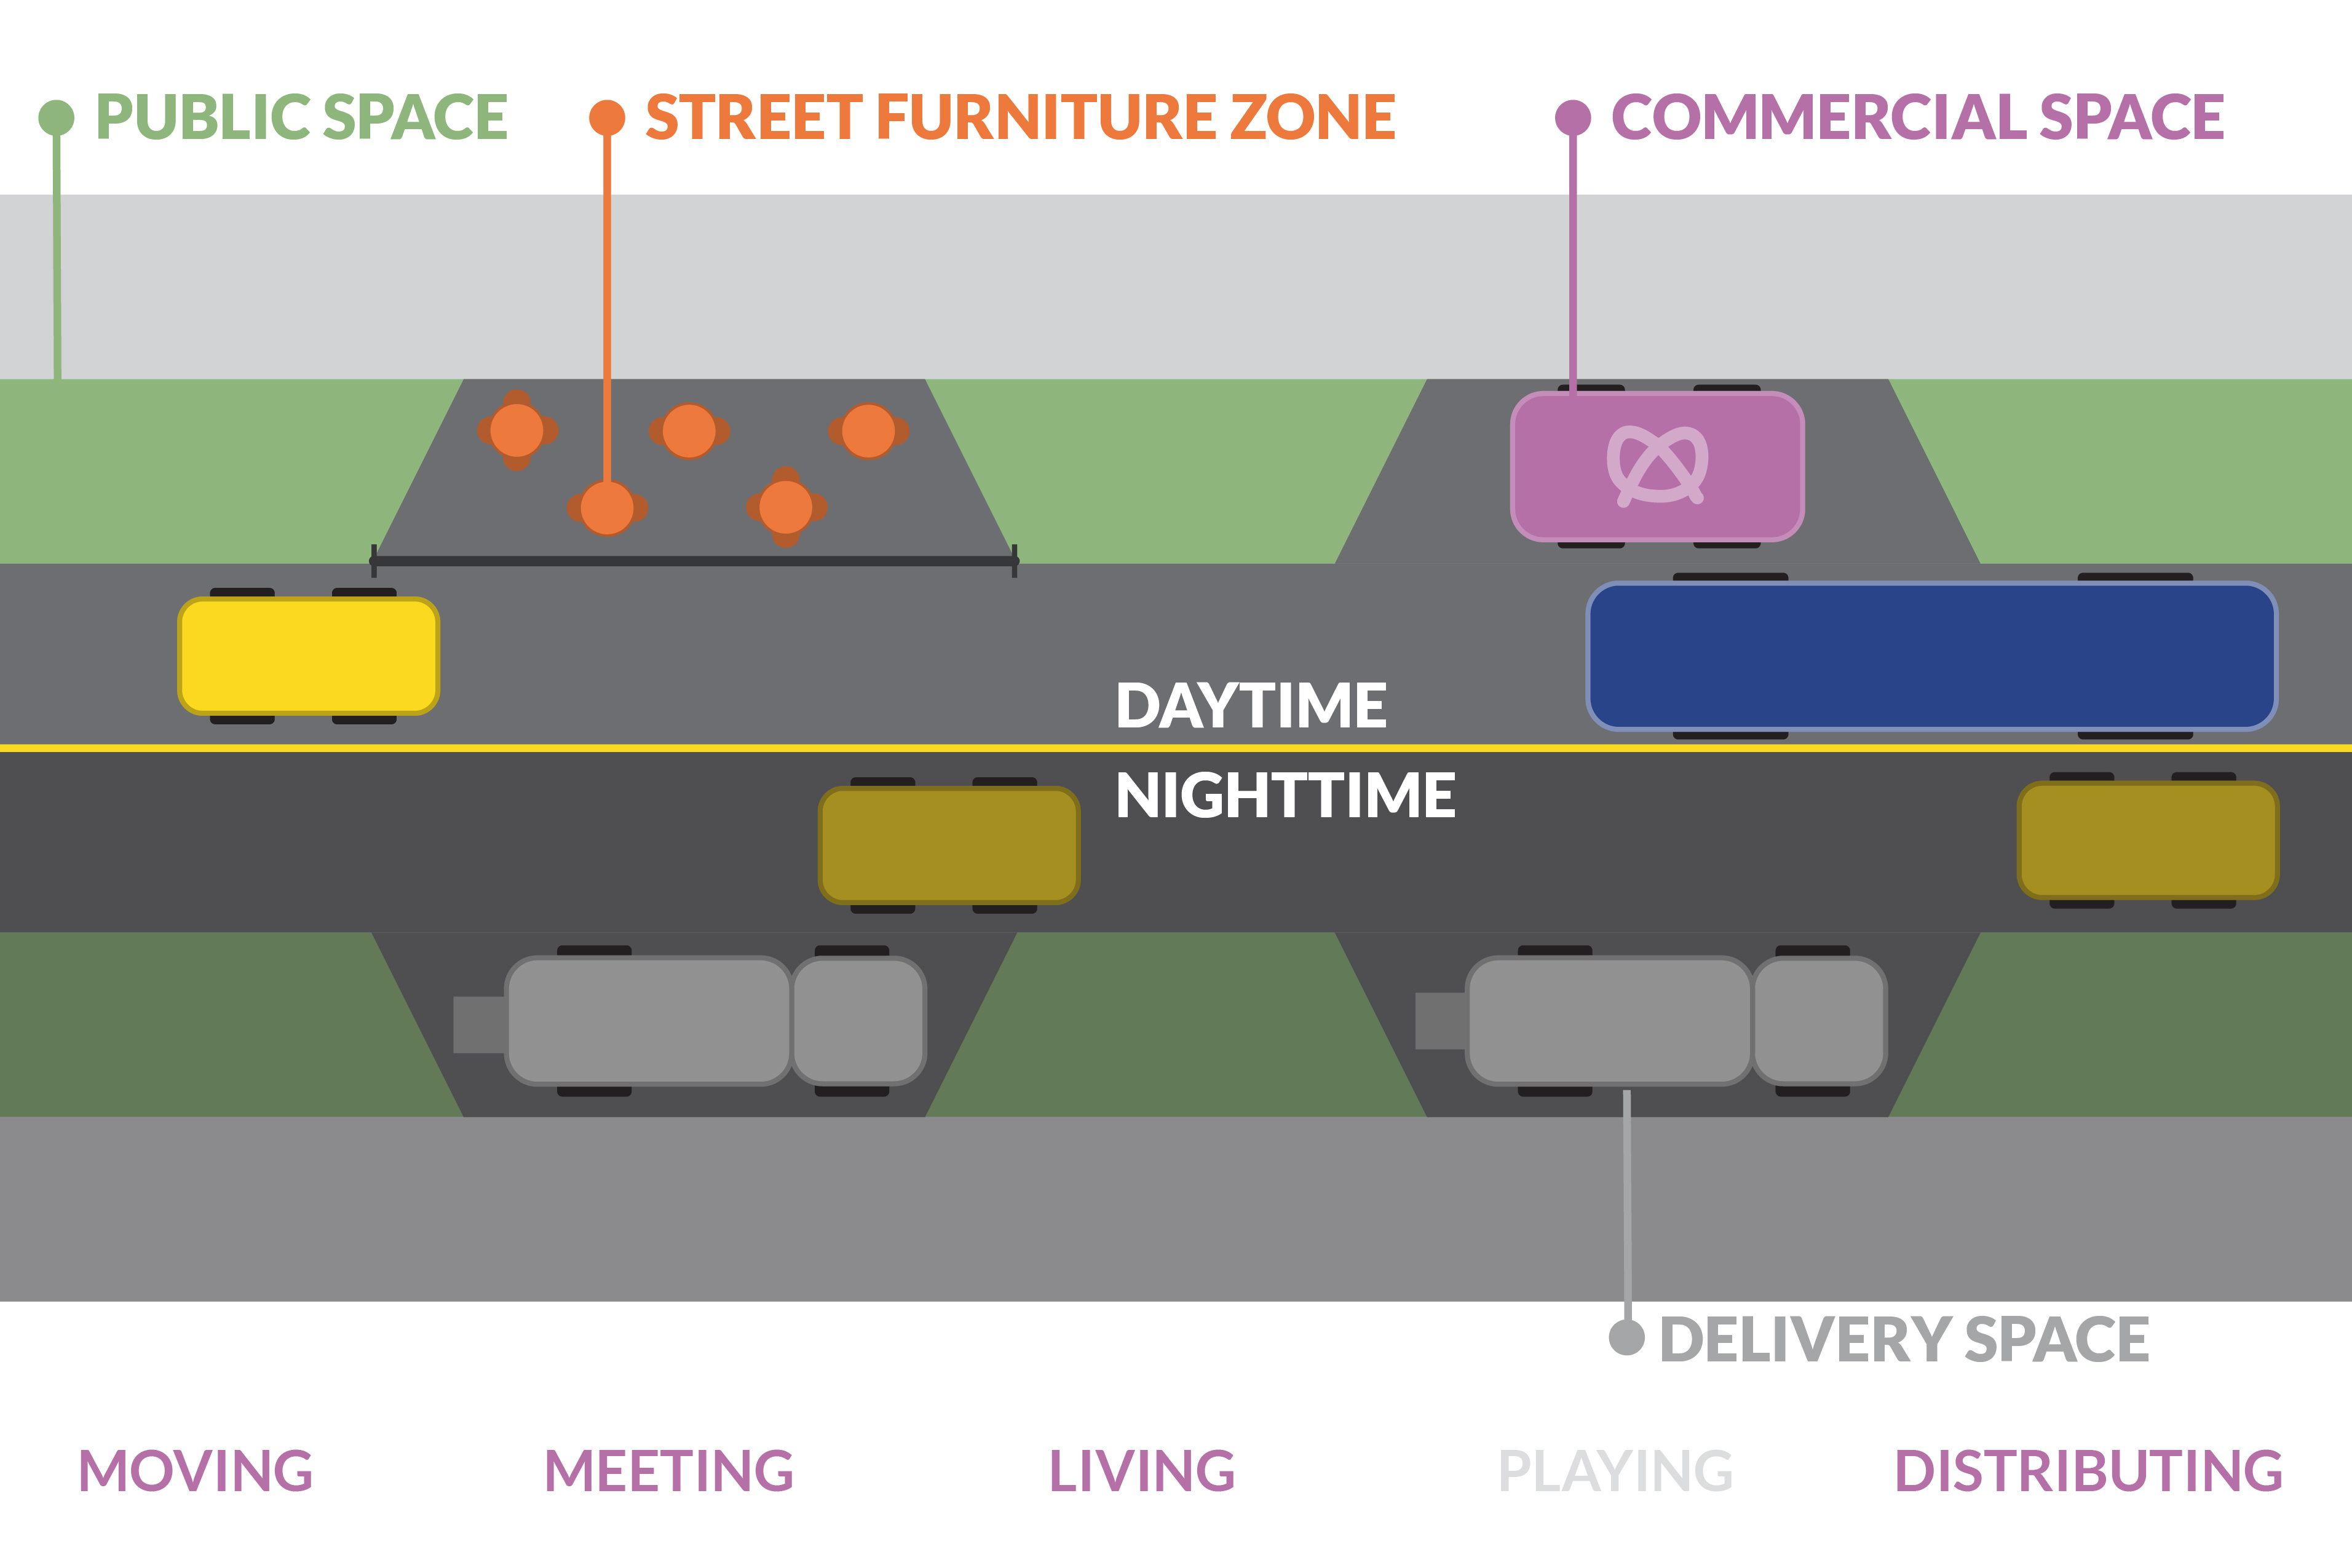 PUBLIC SPACE
STREET FURNITURE ZONE
COMMERCIAL SPACE
DAYTIME
NIGHTTIME
DELIVERY SPACE
MOVING
MEETING
LIVING
PLAYING
DISTRIBUTING